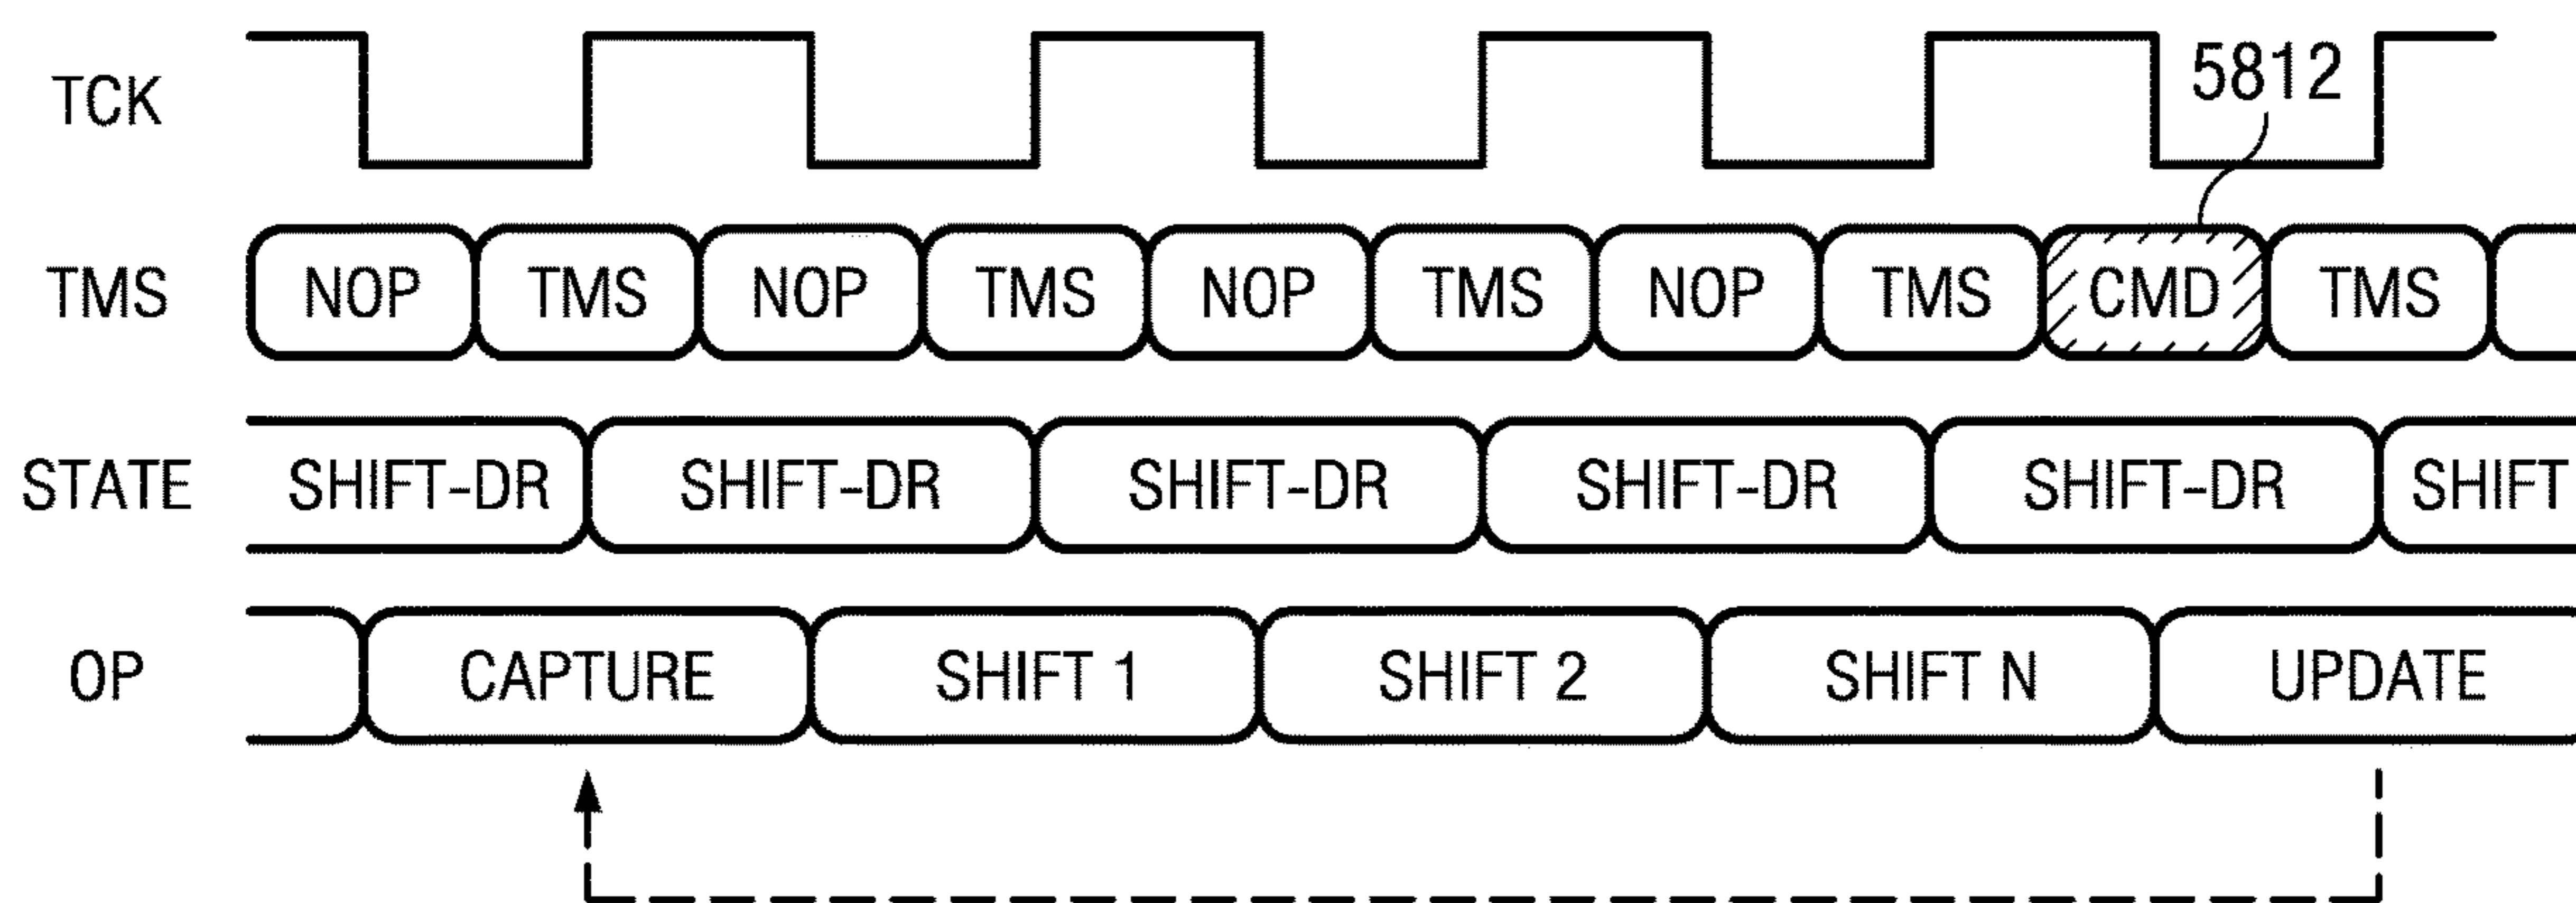 5812
TCK
TMS NOP TMS NOP TMS NOP TMS NOP TMS CMD TMS
STATE SHIFT-DR SHIFT-DR SHIFT-DR SHIFT-DR SHIFT-DR SHIFT
OP CAPTURE SHIFT 1 SHIFT 2 SHIFT N UPDATE